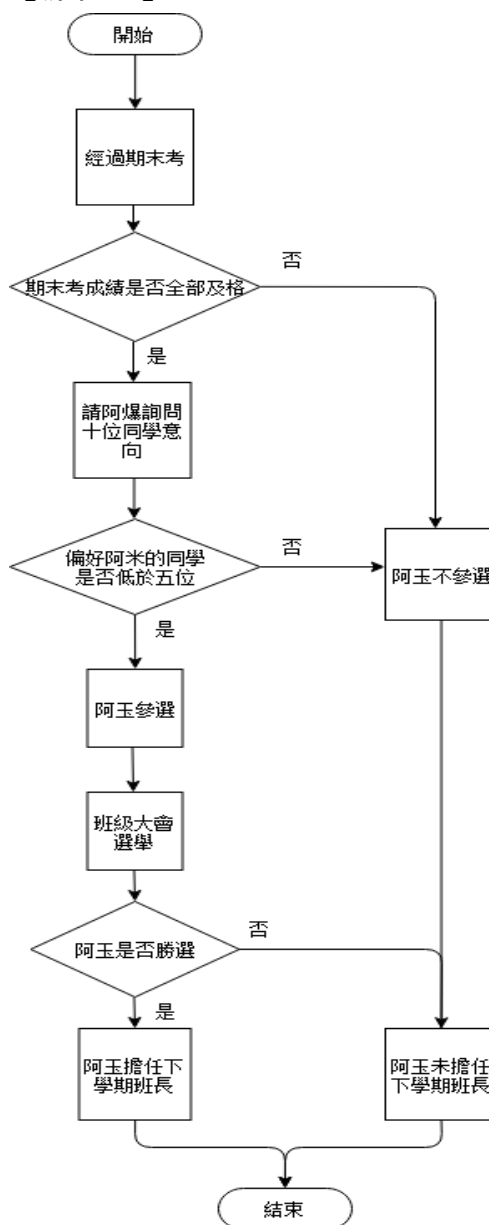 開始
經過期末考
期末考成績是否全部及格
否
是
請阿爆詢問
十位同學意
向
偏好阿米的同學
是否低於五位
否
阿玉不參選
是
阿玉參選
班級大會
選舉
阿玉是否勝選
否
是
阿玉擔任下
學期班長
阿玉未擔任
下學期班長
結束